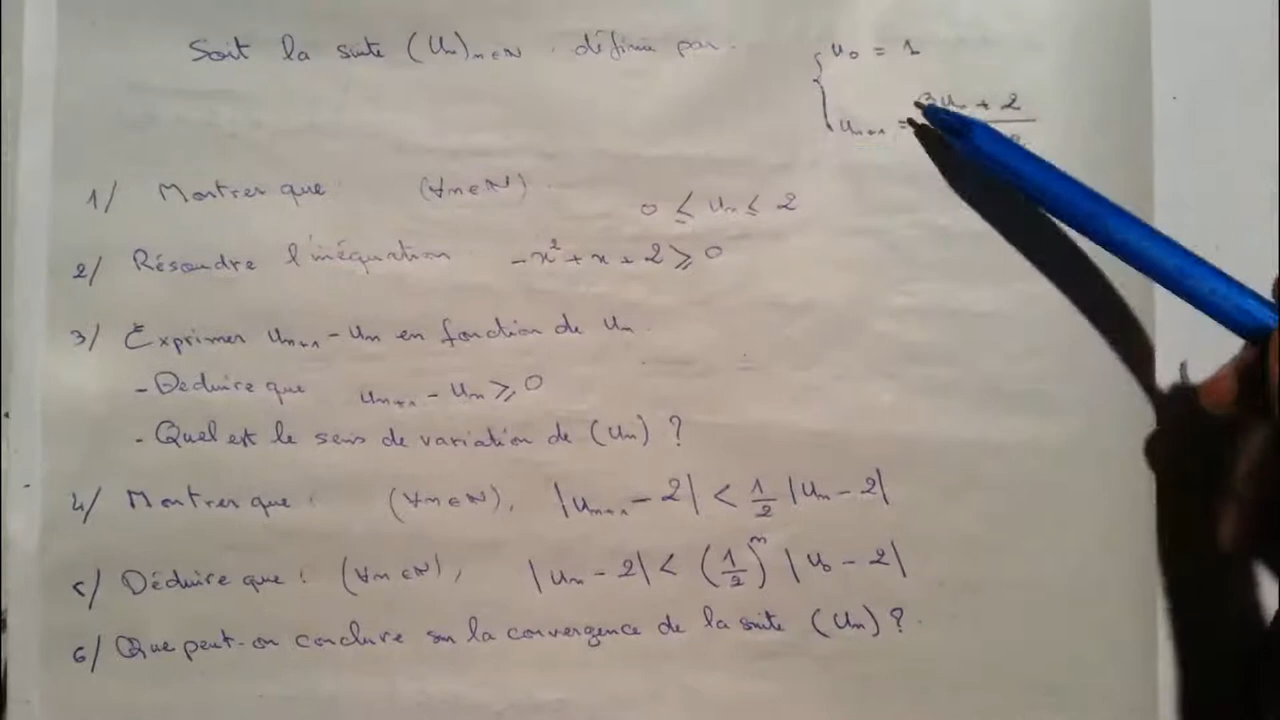 Soit la suite (Un)n∈ℕ définie par { u0 = 1
un+1 = 3un + 2
1/ Montrer que (∀n∈ℕ). 0 ≤ un ≤ 2
2/ Résoudre l'inéquation -x² + x + 2 ≥ 0
3/ Exprimer un+1 - un en fonction de un.
- Déduire que un+1 - un ≥ 0
- Quel est le sens de variation de (Un) ?
4/ Montrer que : (∀n∈ℕ), |un+1 - 2| < 1/2 |un - 2|
5/ Déduire que : (∀n∈ℕ), |un - 2| < (1/2)ⁿ |u0 - 2|
6/ Que peut-on conclure sur la convergence de la suite (Un) ?